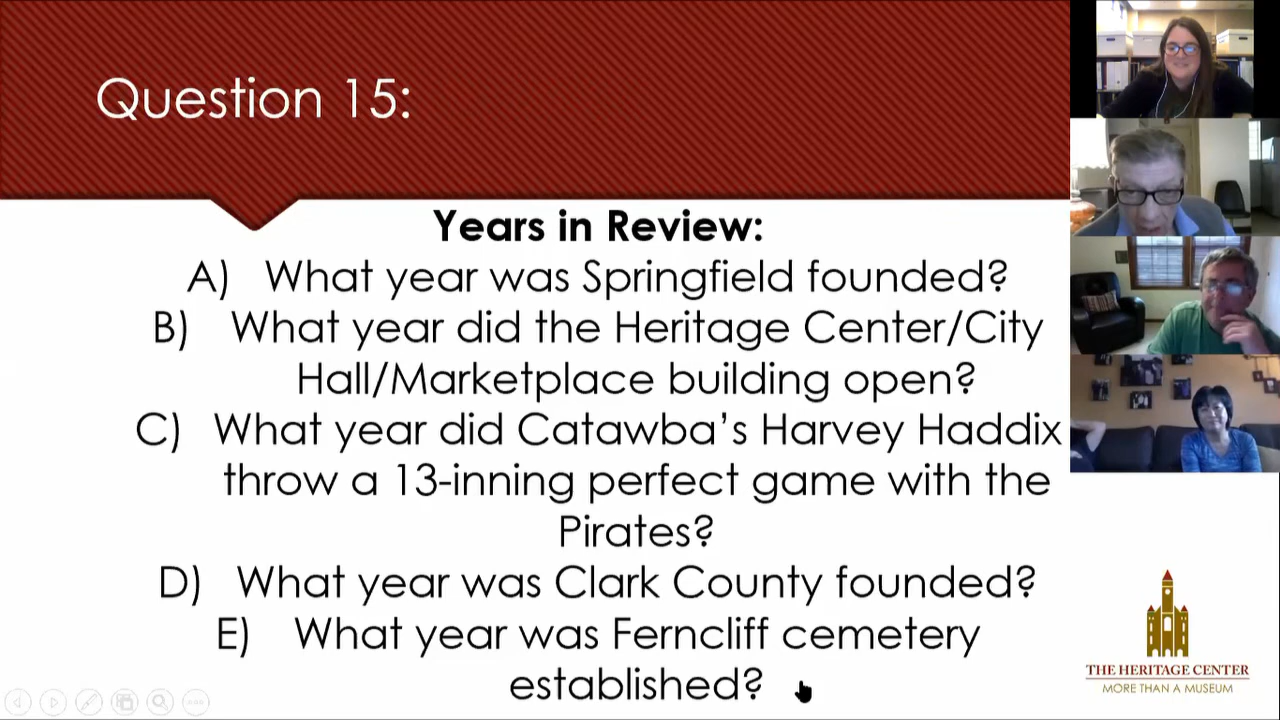 Question 15:
Years in Review:
A) What year was Springfield founded?
B) What year did the Heritage Center/City
Hall/Marketplace building open?
C) What year did Catawba’s Harvey Haddix
throw a 13-inning perfect game with the
Pirates?
D) What year was Clark County founded?
E) What year was Ferncliff cemetery
established?
THE HERITAGE CENTER
MORE THAN A MUSEUM